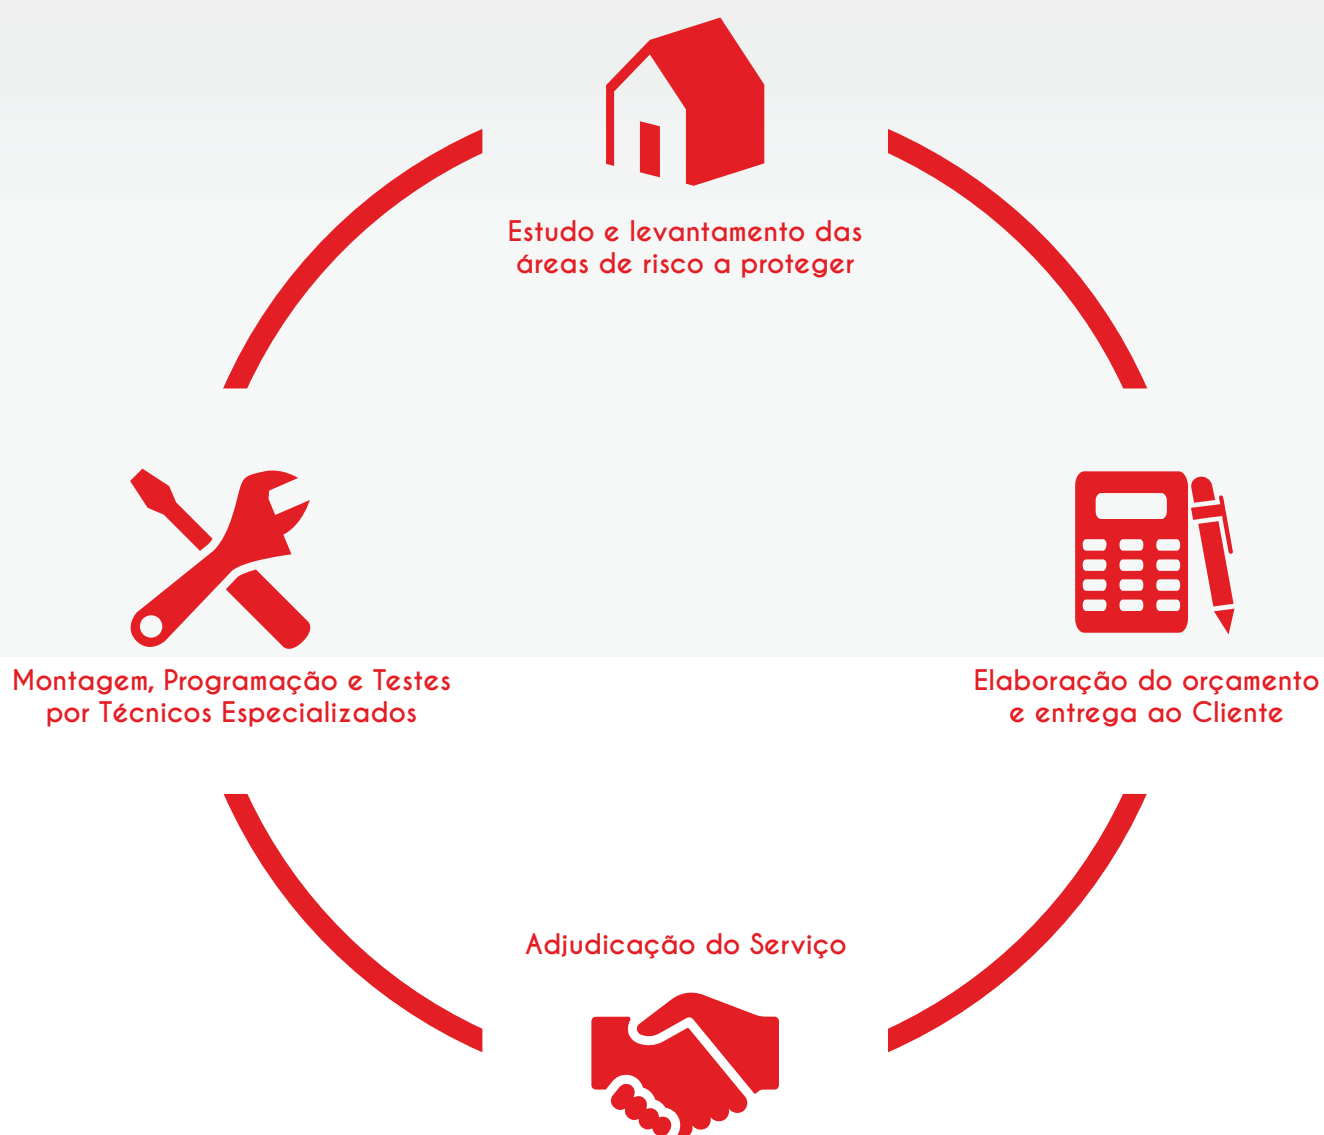 Estudo e levantamento das
áreas de risco a proteger
Montagem, Programação e Testes
por Técnicos Especializados
Elaboração do orçamento
e entrega ao Cliente
Adjudicação do Serviço